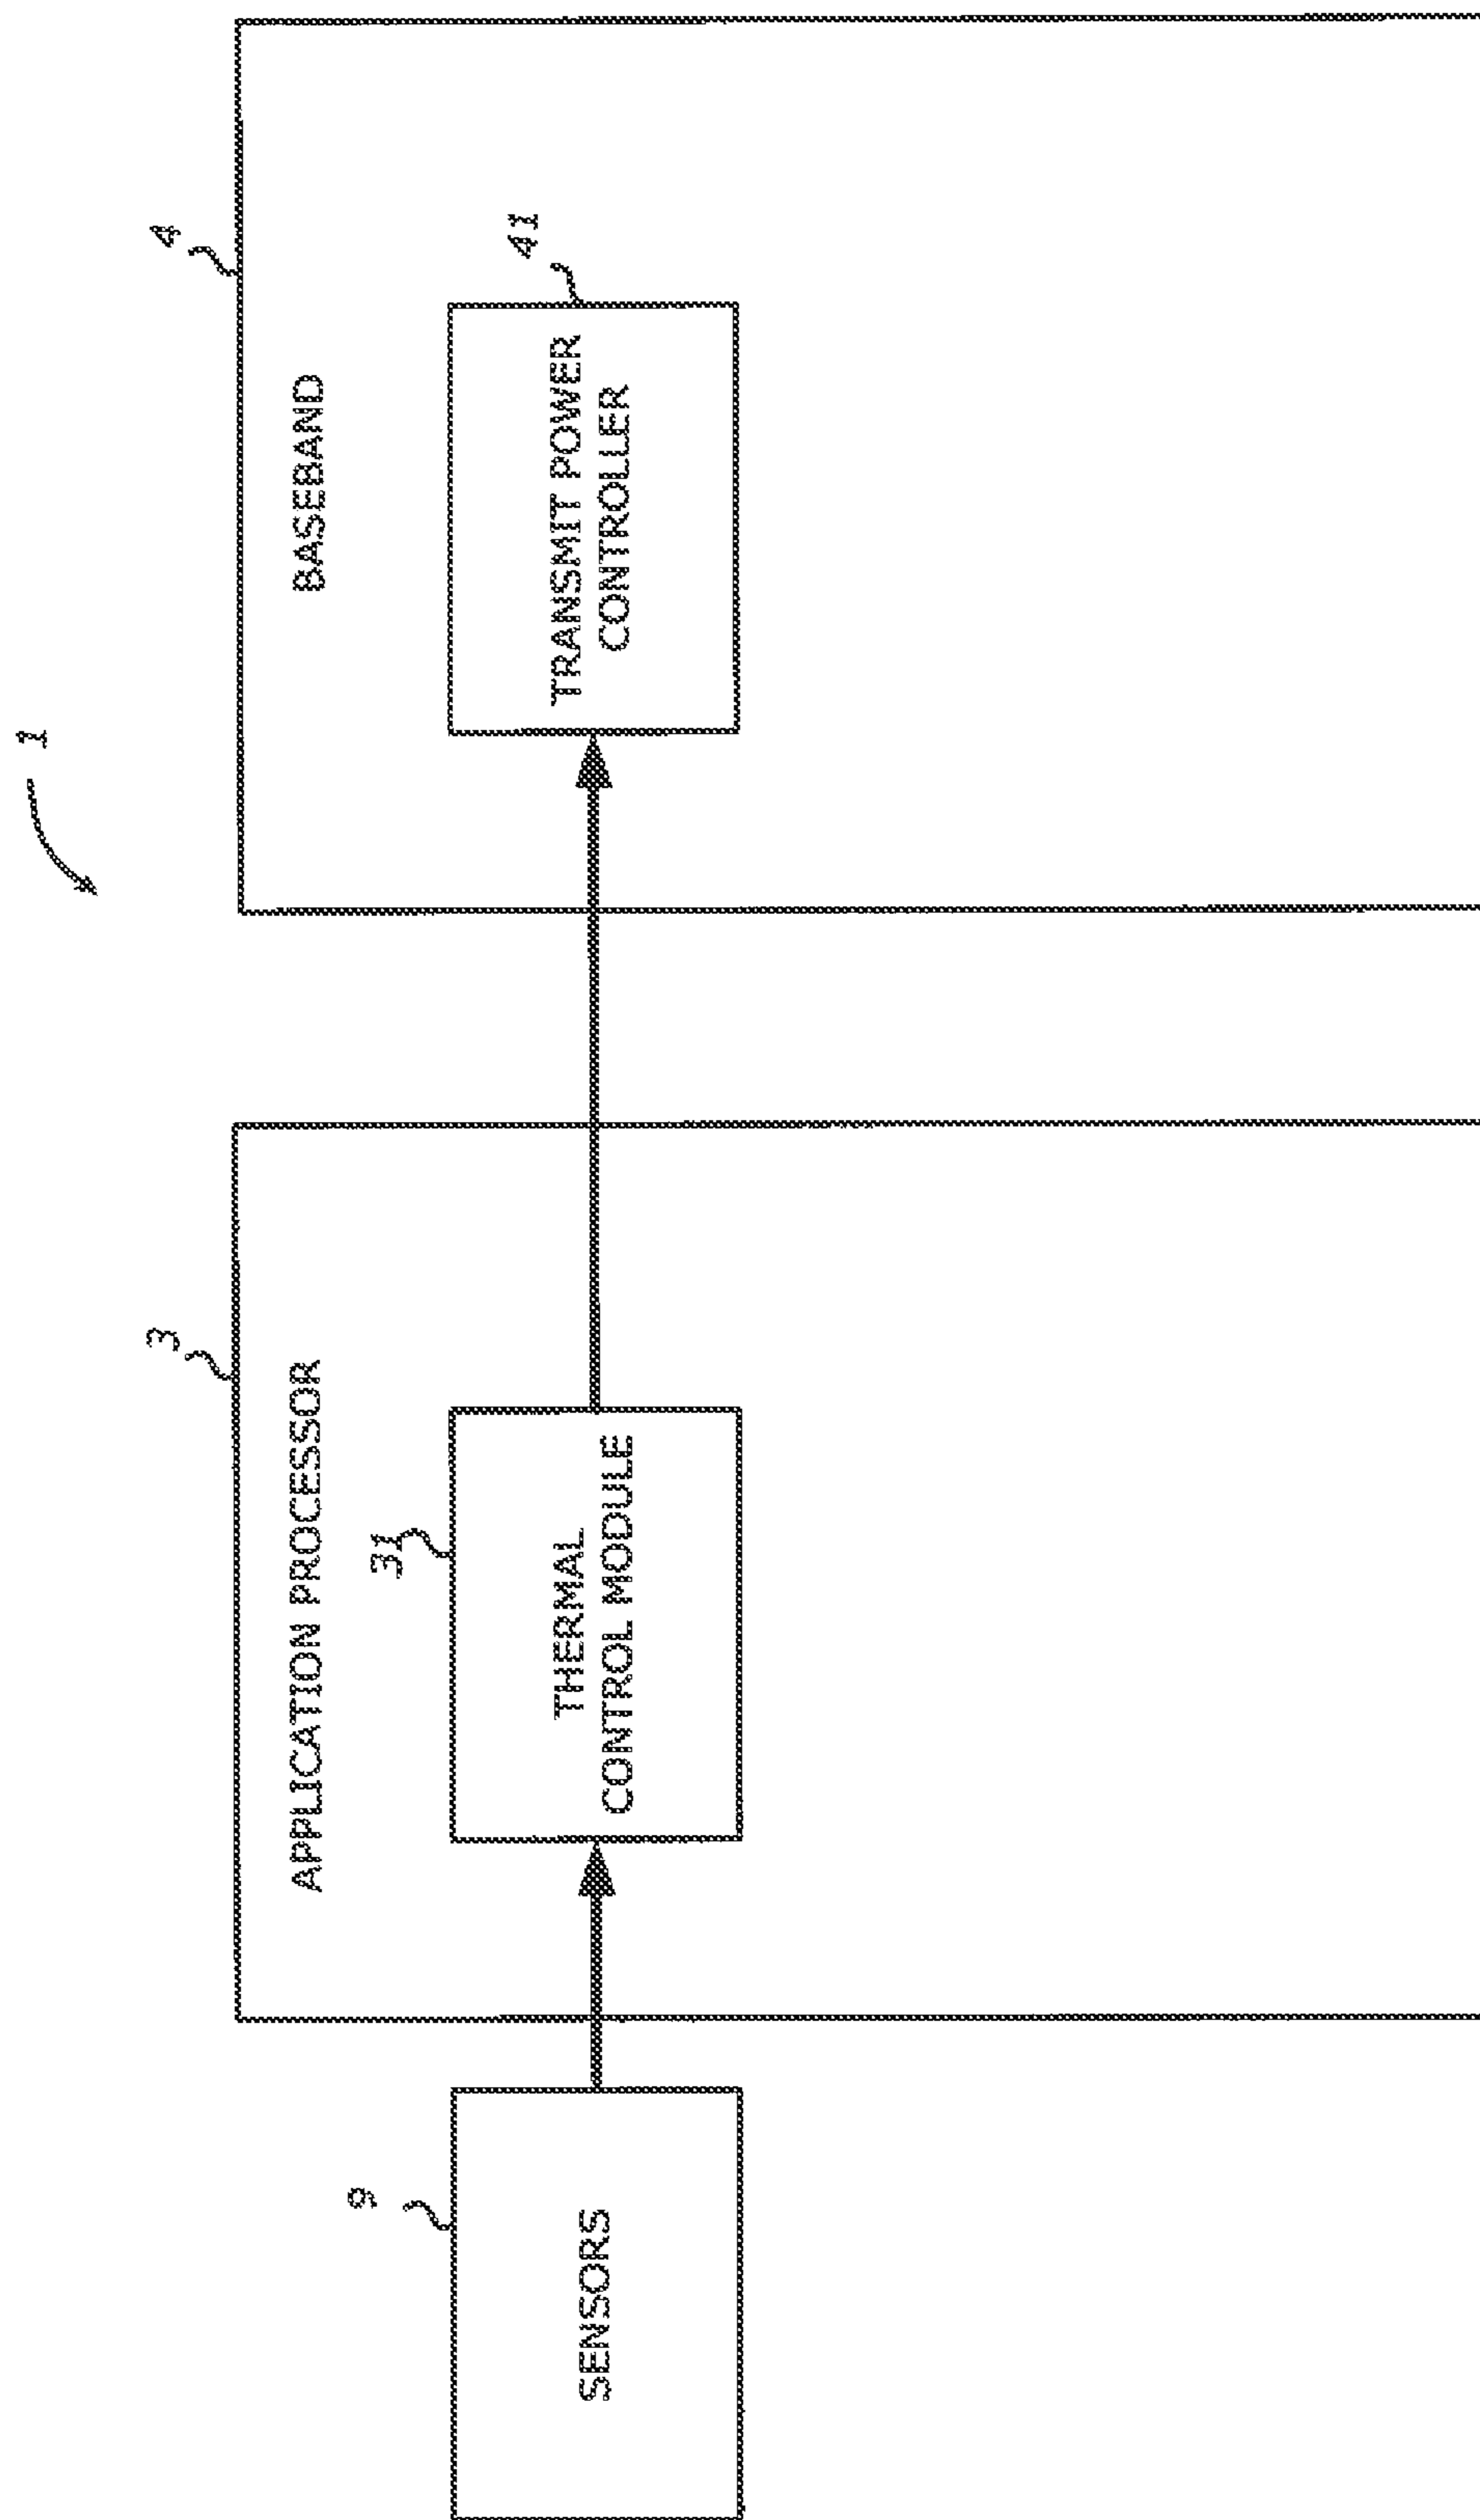 1
9
SENSORS
3
APPLICATION PROCESSOR
31
THERMAL
CONTROL MODULE
4
BASEBAND
41
TRANSMIT POWER
CONTROLLER